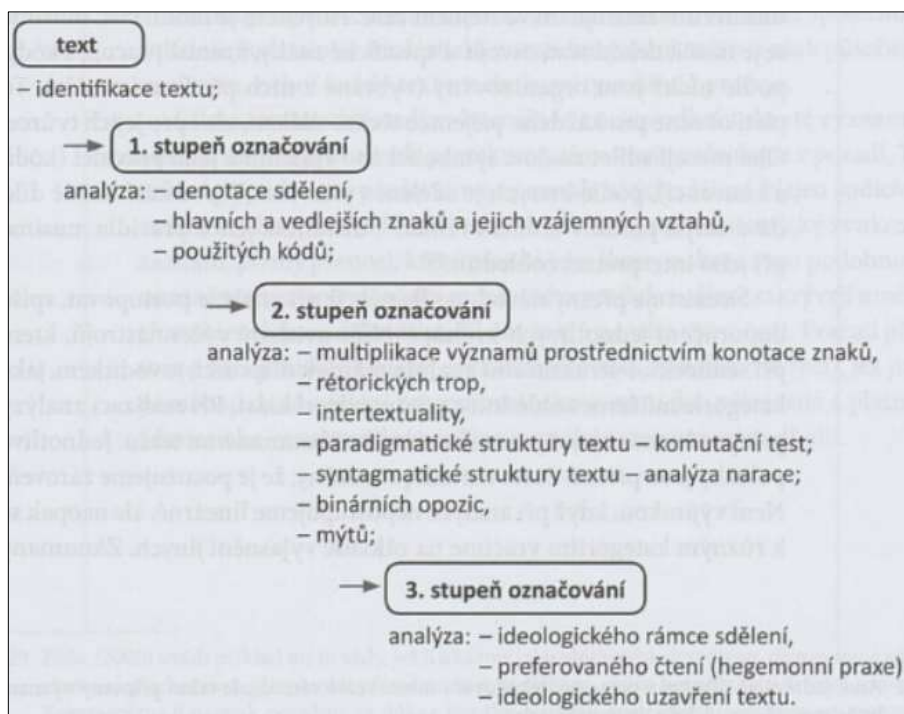 text
– identifikace textu;
1. stupeň označování
analýza: – denotace sdělení,
– hlavních a vedlejších znaků a jejich vzájemných vztahů,
– použitých kódů;
2. stupeň označování
analýza: – multiplikace významů prostřednictvím konotace znaků,
– rétorických trop,
– intertextuality,
– paradigmatické struktury textu – komutační test;
– syntagmatické struktury textu – analýza narace;
– binárních opozic,
– mýtů;
3. stupeň označování
analýza: – ideologického rámce sdělení,
– preferovaného čtení (hegemonní praxe)
– ideologického uzavření textu.